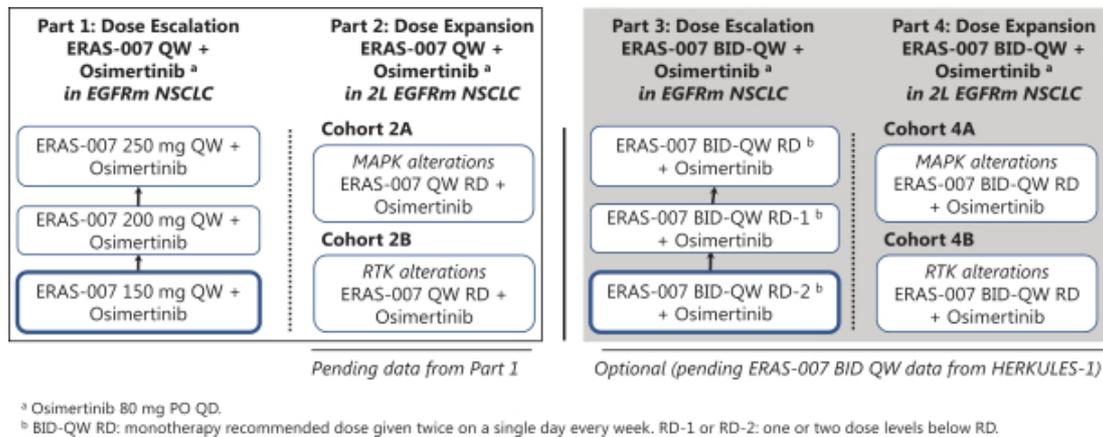 Part 1: Dose Escalation
ERAS-007 QW +
Osimertinib ᵃ
in EGFRm NSCLC
ERAS-007 250 mg QW +
Osimertinib
ERAS-007 200 mg QW +
Osimertinib
ERAS-007 150 mg QW +
Osimertinib
Part 2: Dose Expansion
ERAS-007 QW +
Osimertinib ᵃ
in 2L EGFRm NSCLC
Cohort 2A
MAPK alterations
ERAS-007 QW RD +
Osimertinib
Cohort 2B
RTK alterations
ERAS-007 QW RD +
Osimertinib
Pending data from Part 1
Part 3: Dose Escalation
ERAS-007 BID-QW +
Osimertinib ᵃ
in EGFRm NSCLC
ERAS-007 BID-QW RD ᵇ
+ Osimertinib
ERAS-007 BID-QW RD-1 ᵇ
+ Osimertinib
ERAS-007 BID-QW RD-2 ᵇ
+ Osimertinib
Part 4: Dose Expansion
ERAS-007 BID-QW +
Osimertinib ᵃ
in 2L EGFRm NSCLC
Cohort 4A
MAPK alterations
ERAS-007 BID-QW RD
+ Osimertinib
Cohort 4B
RTK alterations
ERAS-007 BID-QW RD
+ Osimertinib
Optional (pending ERAS-007 BID QW data from HERKULES-1)
ᵃ Osimertinib 80 mg PO QD.
ᵇ BID-QW RD: monotherapy recommended dose given twice on a single day every week. RD-1 or RD-2: one or two dose levels below RD.